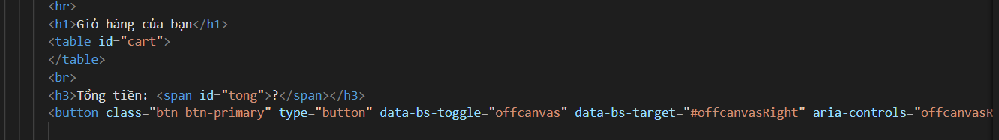 <hr>
<h1>Giỏ hàng của bạn</h1>
<table id="cart">
</table>
<br>
<h3>Tổng tiền: <span id="tong">?</span></h3>
<button class="btn btn-primary" type="button" data-bs-toggle="offcanvas" data-bs-target="#offcanvasRight" aria-controls="offcanvasR